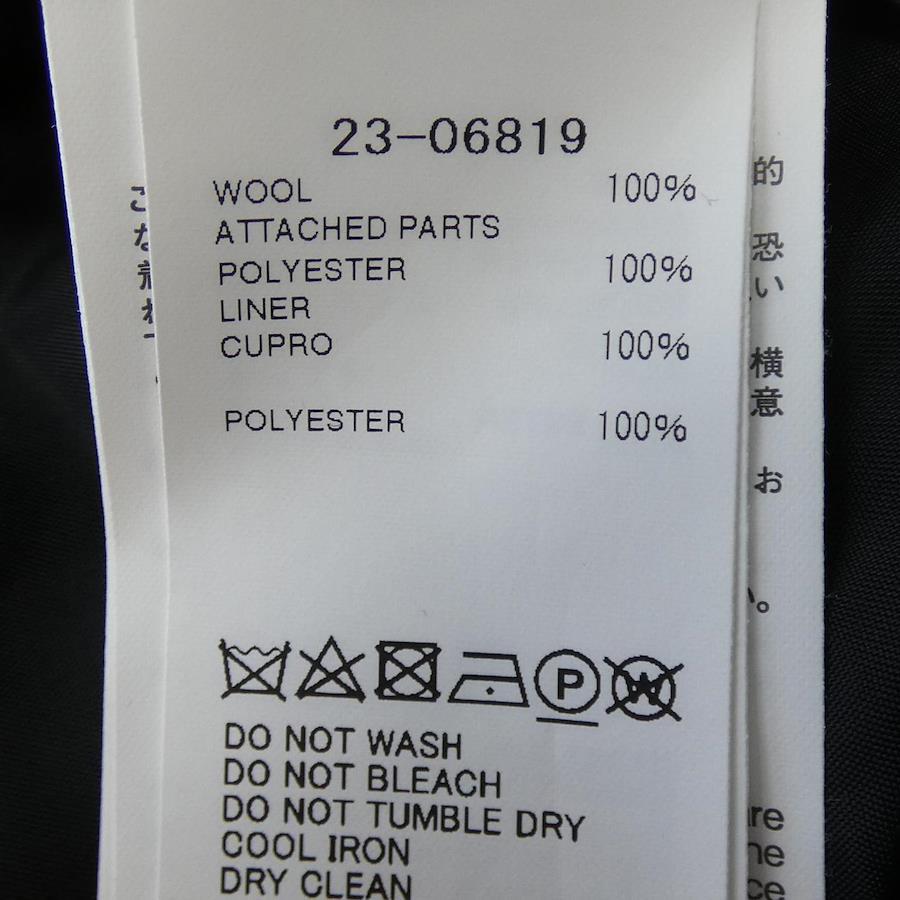 23-06819
WOOL 100%
ATTACHED PARTS
POLYESTER 100%
LINER
CUPRO 100%
POLYESTER 100%
P
W
DO NOT WASH
DO NOT BLEACH
DO NOT TUMBLE DRY
COOL IRON
DRY CLEAN
的
恐
い
横
意
お
。